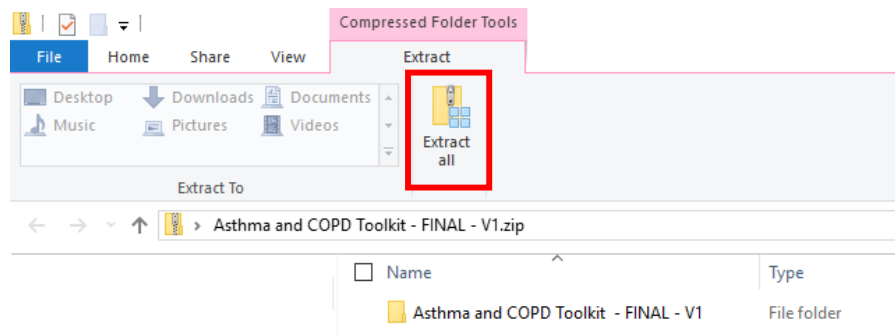 Compressed Folder Tools
File Home Share View Extract
Desktop Downloads Documents
Music Pictures Videos
Extract
all
Extract To
Asthma and COPD Toolkit - FINAL - V1.zip
Name Type
Asthma and COPD Toolkit - FINAL - V1 File folder